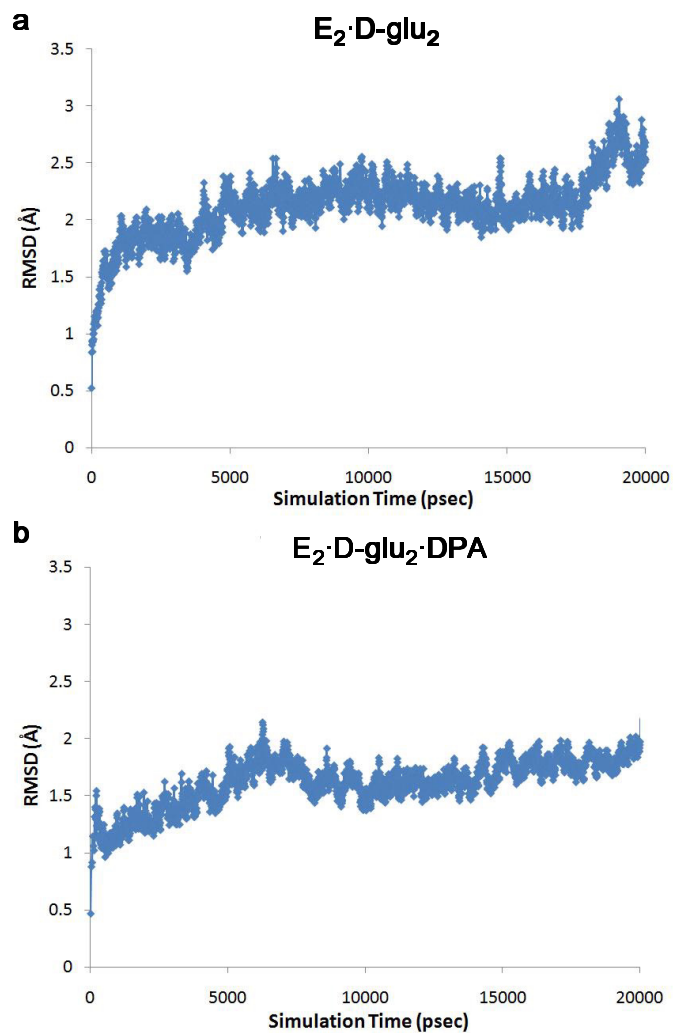 a
E₂·D-glu₂
3.5
3
2.5
2
1.5
1
0.5
0
RMSD (Å)
0 5000 10000 15000 20000
Simulation Time (psec)
b
E₂·D-glu₂·DPA
3.5
3
2.5
2
1.5
1
0.5
0
RMSD (Å)
0 5000 10000 15000 20000
Simulation Time (psec)